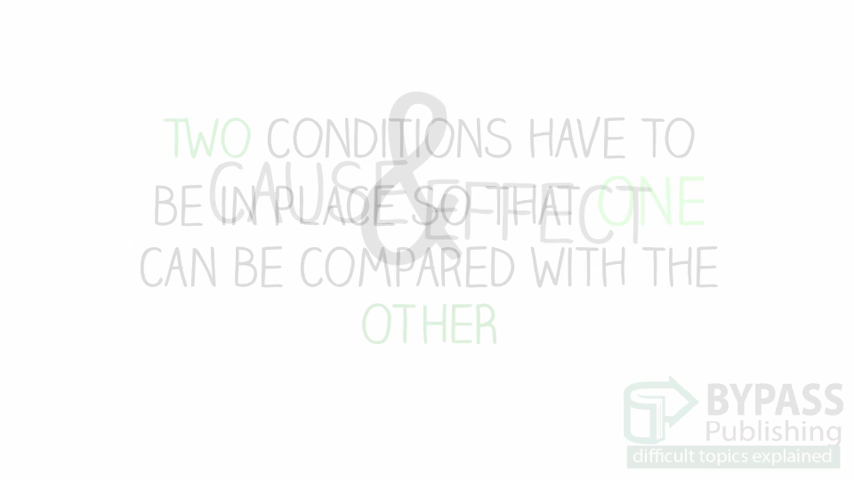 TWO CONDITIONS HAVE TO
BE IN PLACE SO THAT ONE
CAN BE COMPARED WITH THE
OTHER
CAUSE & EFFECT
BYPASS
Publishing
difficult topics explained